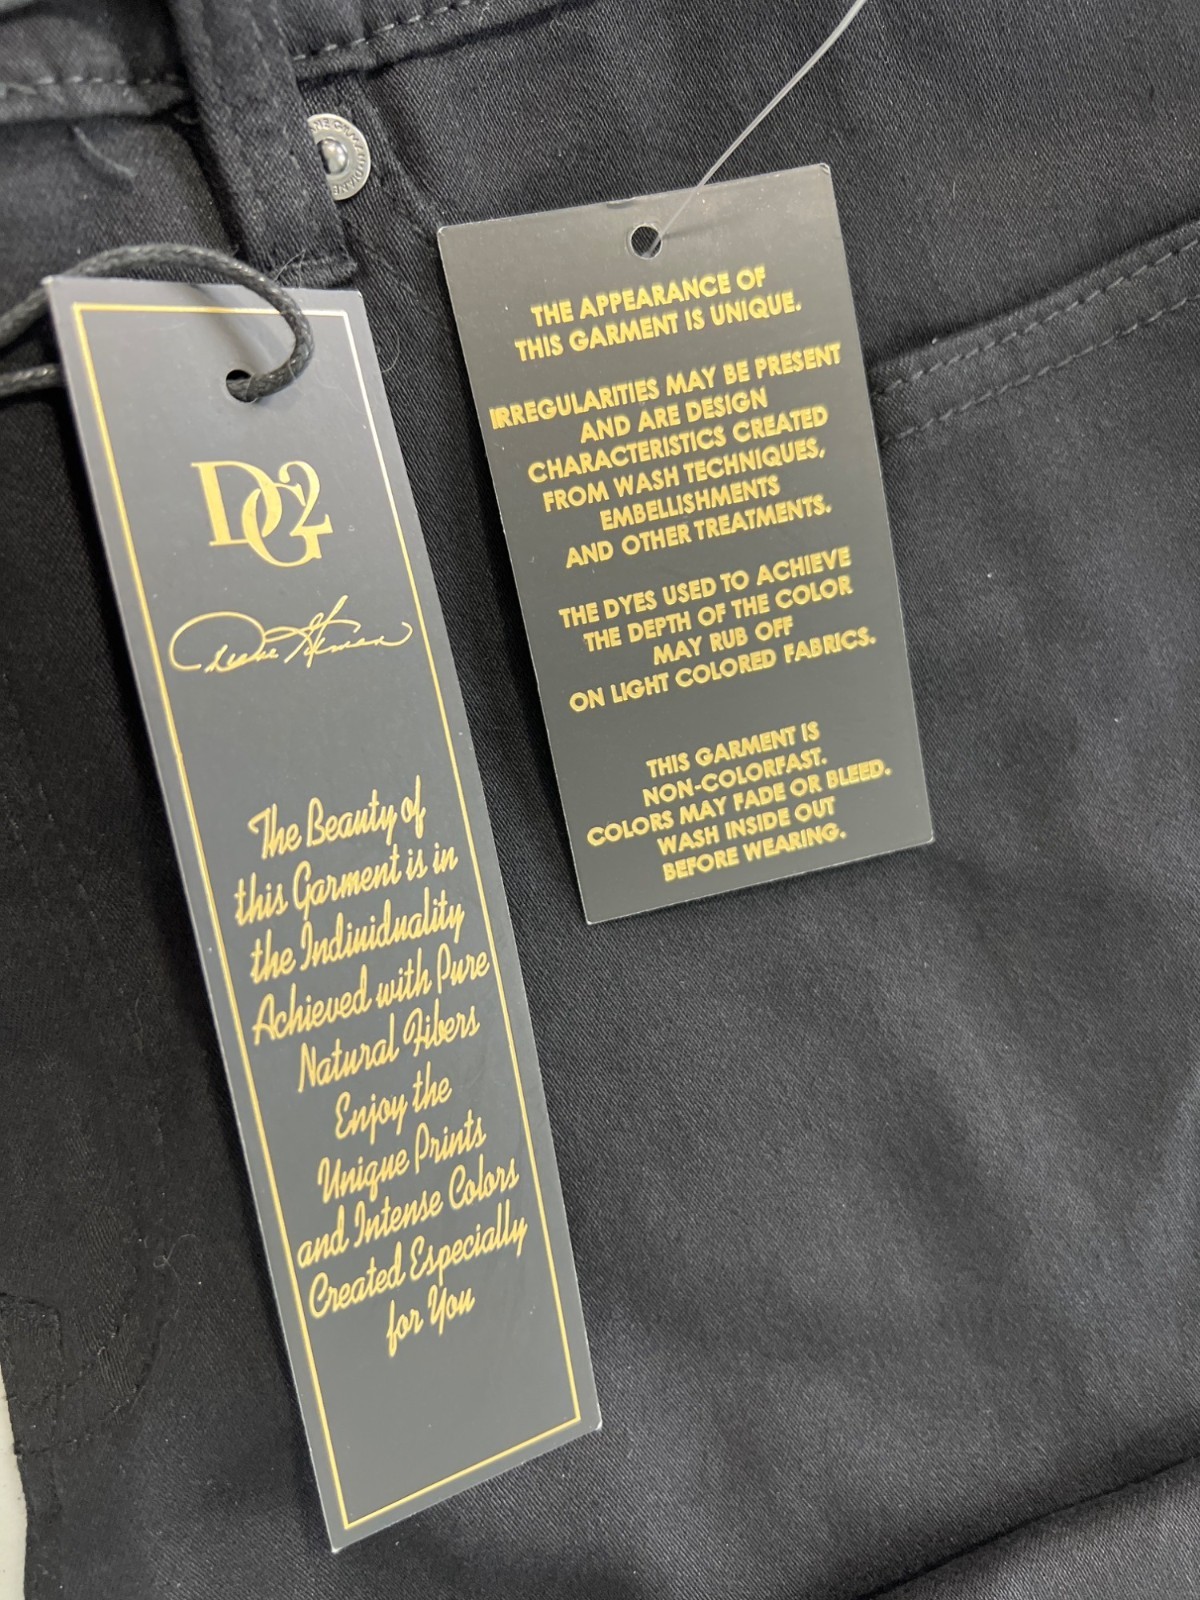 DG2
Diane Gilman
The Beauty of
this Garment is in
the Individuality
Achieved with Pure
Natural Fibers
Enjoy the
Unique Prints
and Intense Colors
Created Especially
for You
THE APPEARANCE OF
THIS GARMENT IS UNIQUE.
IRREGULARITIES MAY BE PRESENT
AND ARE DESIGN
CHARACTERISTICS CREATED
FROM WASH TECHNIQUES,
EMBELLISHMENTS
AND OTHER TREATMENTS.
THE DYES USED TO ACHIEVE
THE DEPTH OF THE COLOR
MAY RUB OFF
ON LIGHT COLORED FABRICS.
THIS GARMENT IS
NON-COLORFAST.
COLORS MAY FADE OR BLEED.
WASH INSIDE OUT
BEFORE WEARING.